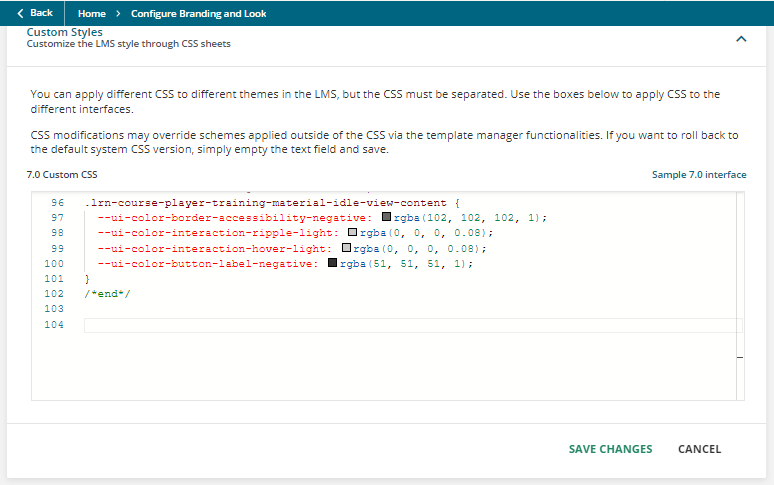 Back Home > Configure Branding and Look
Custom Styles
Customize the LMS style through CSS sheets
You can apply different CSS to different themes in the LMS, but the CSS must be separated. Use the boxes below to apply CSS to the
different interfaces.
CSS modifications may override schemes applied outside of the CSS via the template manager functionalities. If you want to roll back to
the default system CSS version, simply empty the text field and save.
7.0 Custom CSS Sample 7.0 interface
96 .lrn-course-player-training-material-idle-view-content {
97 --ui-color-border-accessibility-negative: rgba(102, 102, 102, 1);
98 --ui-color-interaction-ripple-light: rgba(0, 0, 0, 0.08);
99 --ui-color-interaction-hover-light: rgba(0, 0, 0, 0.08);
100 --ui-color-button-label-negative: rgba(51, 51, 51, 1);
101 }
102 /*end*/
103
104
SAVE CHANGES CANCEL